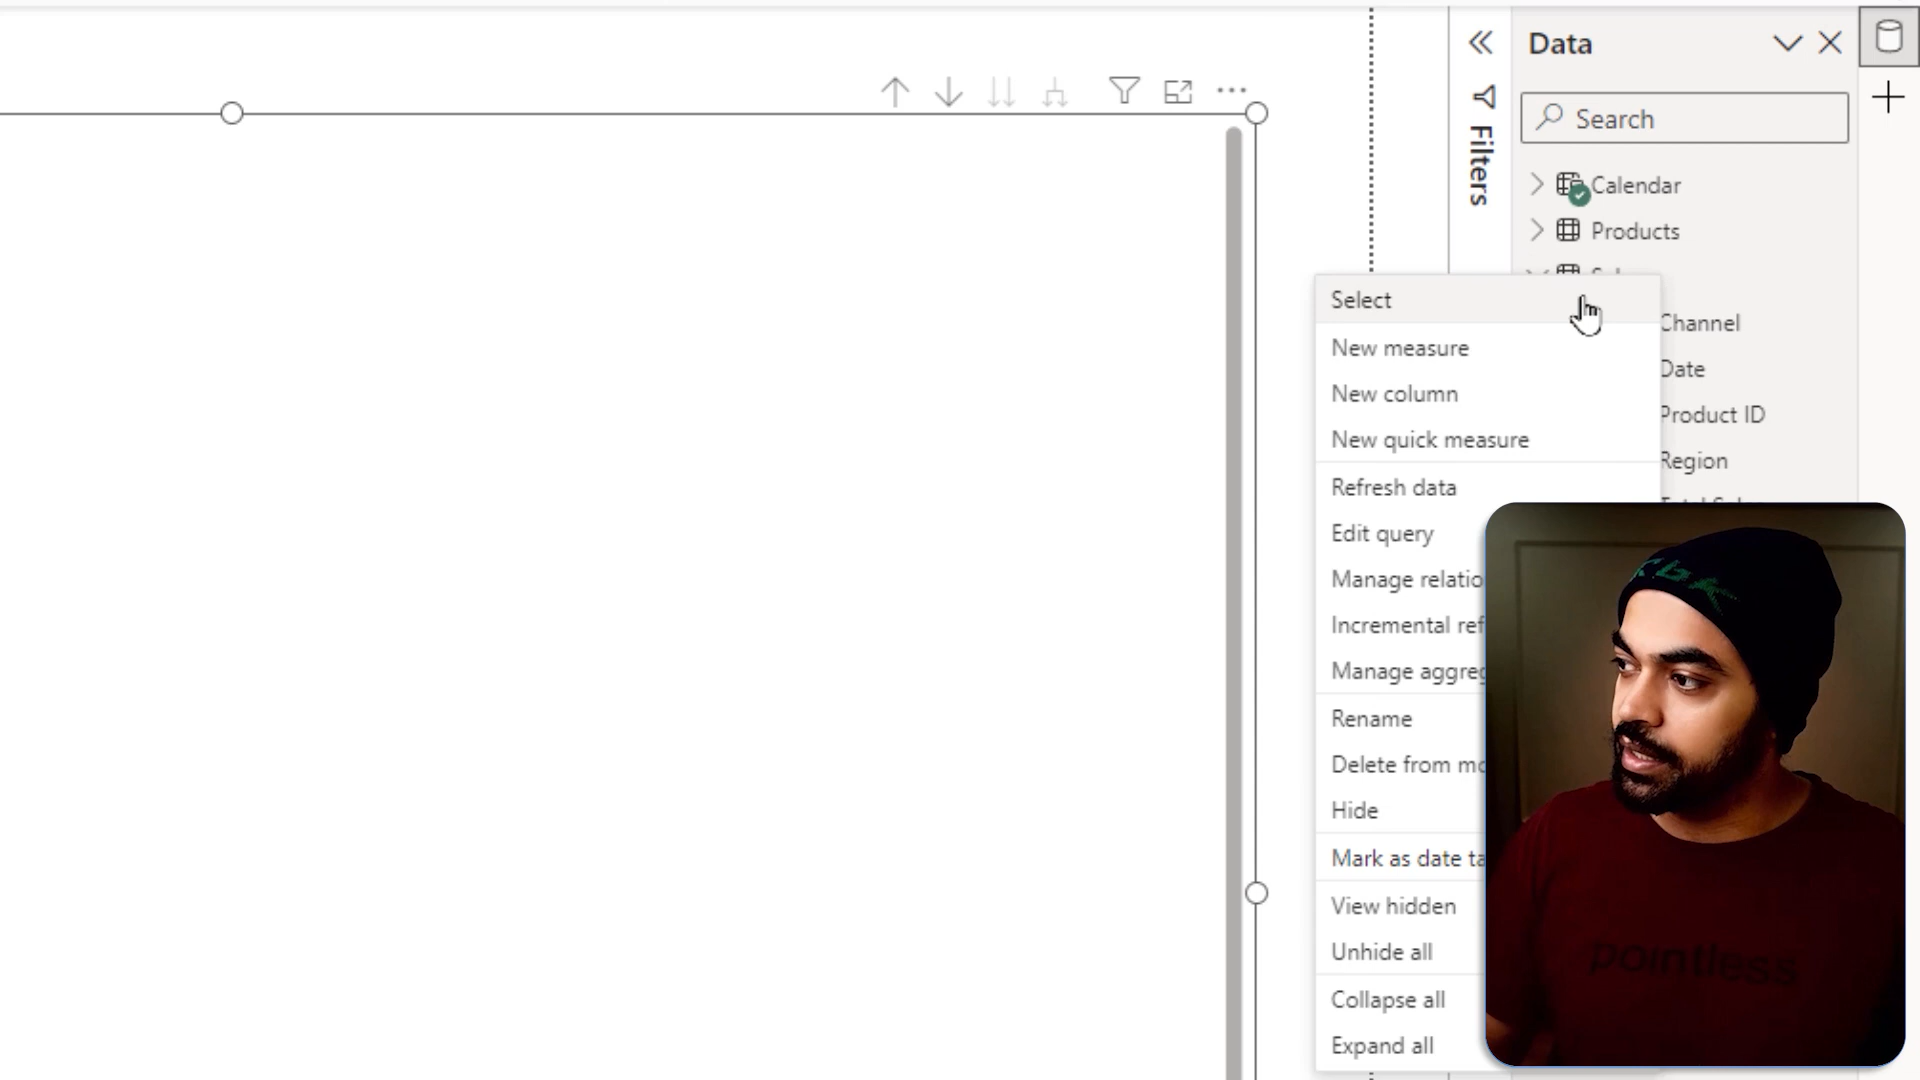 Data
Search
Filters
Calendar
Products
Select
New measure
New column
New quick measure
Refresh data
Edit query
Manage relatio
Incremental ref
Manage aggreg
Rename
Delete from mo
Hide
Mark as date ta
View hidden
Unhide all
Collapse all
Expand all
Channel
Date
Product ID
Region
pointless